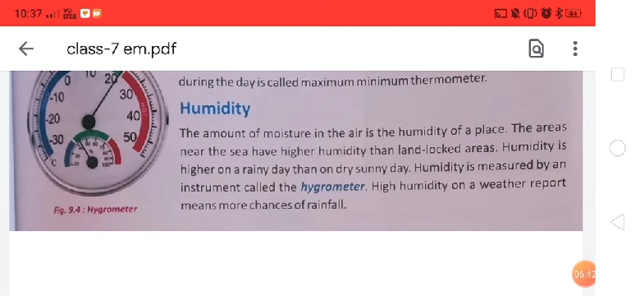 10:37
class-7 em.pdf
during the day is called maximum minimum thermometer.
Humidity
The amount of moisture in the air is the humidity of a place. The areas
near the sea have higher humidity than land-locked areas. Humidity is
higher on a rainy day than on dry sunny day. Humidity is measured by an
instrument called the hygrometer. High humidity on a weather report
means more chances of rainfall.
0 10 20
-10 30
-20 40
-30 50
°C
Fig. 9.4 : Hygrometer
06:42